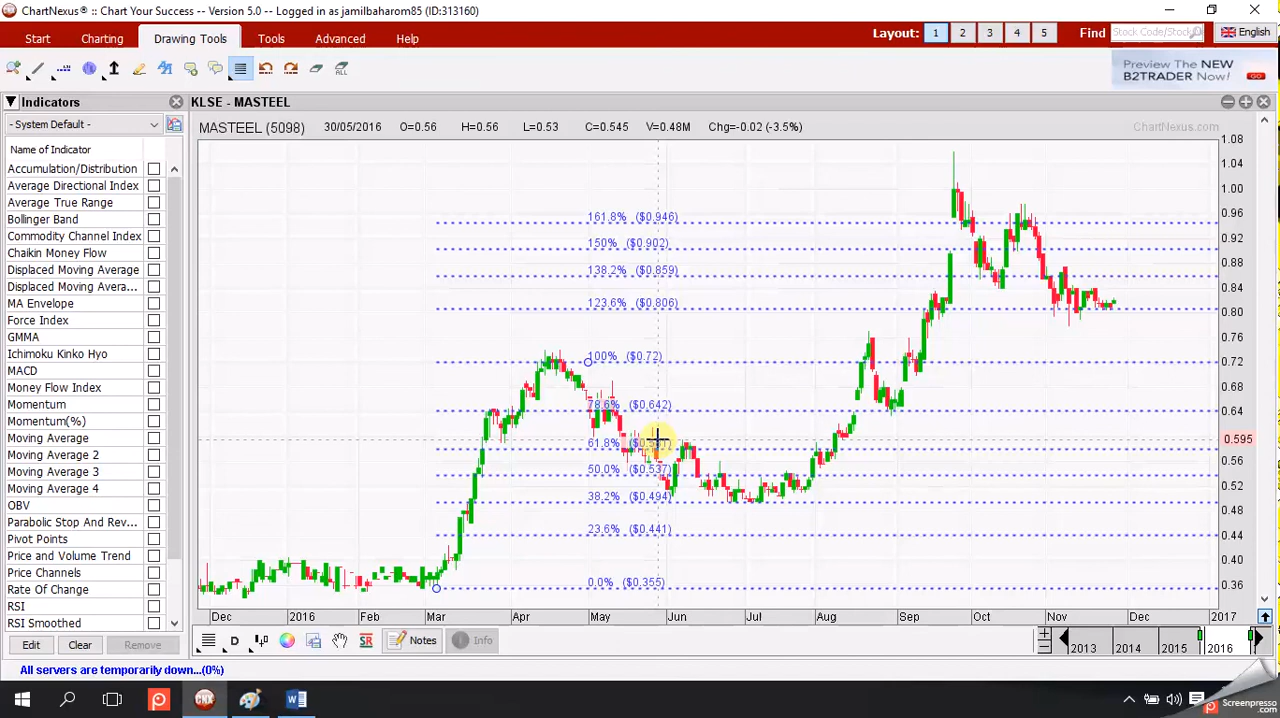 ChartNexus® :: Chart Your Success - Version 5.0 -- Logged in as jamilbaharom85 (ID:313160)
Start Charting Drawing Tools Tools Advanced Help Layout: 1 2 3 4 5 Find Stock Code/Stock English
ALL
Preview The NEW
B2TRADER Now! GO
Indicators
KLSE - MASTEEL
- System Default -
MASTEEL (5098) 30/05/2016 O=0.56 H=0.56 L=0.53 C=0.545 V=0.48M Chg=-0.02 (-3.5%) ChartNexus.com
Name of Indicator
Accumulation/Distribution
Average Directional Index
Average True Range
Bollinger Band
Commodity Channel Index
Chaikin Money Flow
Displaced Moving Average
Displaced Moving Avera...
MA Envelope
Force Index
GMMA
Ichimoku Kinko Hyo
MACD
Money Flow Index
Momentum
Momentum(%)
Moving Average
Moving Average 2
Moving Average 3
Moving Average 4
OBV
Parabolic Stop And Rev...
Pivot Points
Price and Volume Trend
Price Channels
Rate Of Change
RSI
RSI Smoothed
Edit Clear Remove
161.8% ($0.946)
150% ($0.902)
138.2% ($0.859)
123.6% ($0.806)
100% ($0.72)
78.6% ($0.642)
61.8%
50.0% ($0.537)
38.2% ($0.494)
23.6% ($0.441)
0.0% ($0.355)
1.08
1.04
1.00
0.96
0.92
0.88
0.84
0.80
0.76
0.72
0.68
0.64
0.595
0.56
0.52
0.48
0.44
0.40
0.36
Dec 2016 Feb Mar Apr May Jun Jul Aug Sep Oct Nov Dec 2017
D SR Notes Info 2013 2014 2015 2016
All servers are temporarily down...(0%)
CNX
Screenpresso
.com